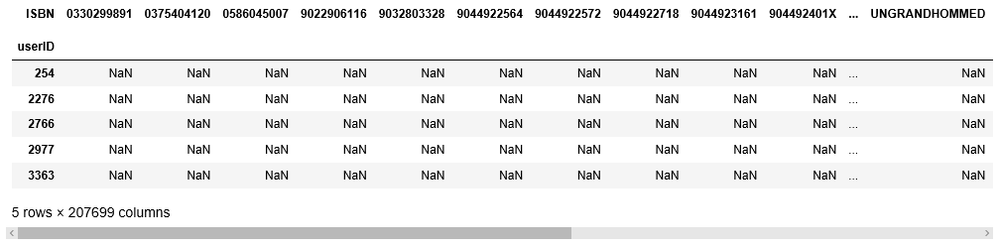 ISBN 0330299891 0375404120 0586045007 9022906116 9032803328 9044922564 9044922572 9044922718 9044923161 904492401X ... UNGRANDHOMMED
userID
254 NaN NaN NaN NaN NaN NaN NaN NaN NaN NaN ... NaN
2276 NaN NaN NaN NaN NaN NaN NaN NaN NaN NaN ... NaN
2766 NaN NaN NaN NaN NaN NaN NaN NaN NaN NaN ... NaN
2977 NaN NaN NaN NaN NaN NaN NaN NaN NaN NaN ... NaN
3363 NaN NaN NaN NaN NaN NaN NaN NaN NaN NaN ... NaN
5 rows × 207699 columns